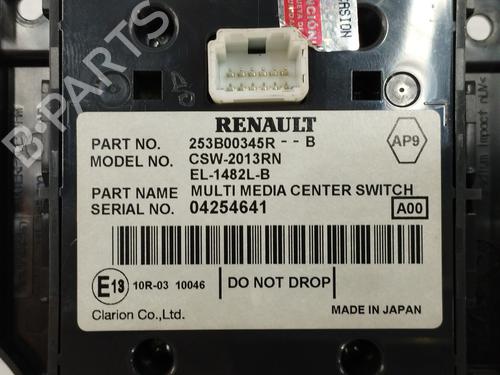 OCASION
B-PARTS
RENAULT
PART NO. 253B00345R - - B
AP9
MODEL NO. CSW-2013RN
EL-1482L-B
PART NAME MULTI MEDIA CENTER SWITCH
SERIAL NO. 04254641
A00
E13 10R-03 10046 DO NOT DROP
Clarion Co.,Ltd. MADE IN JAPAN